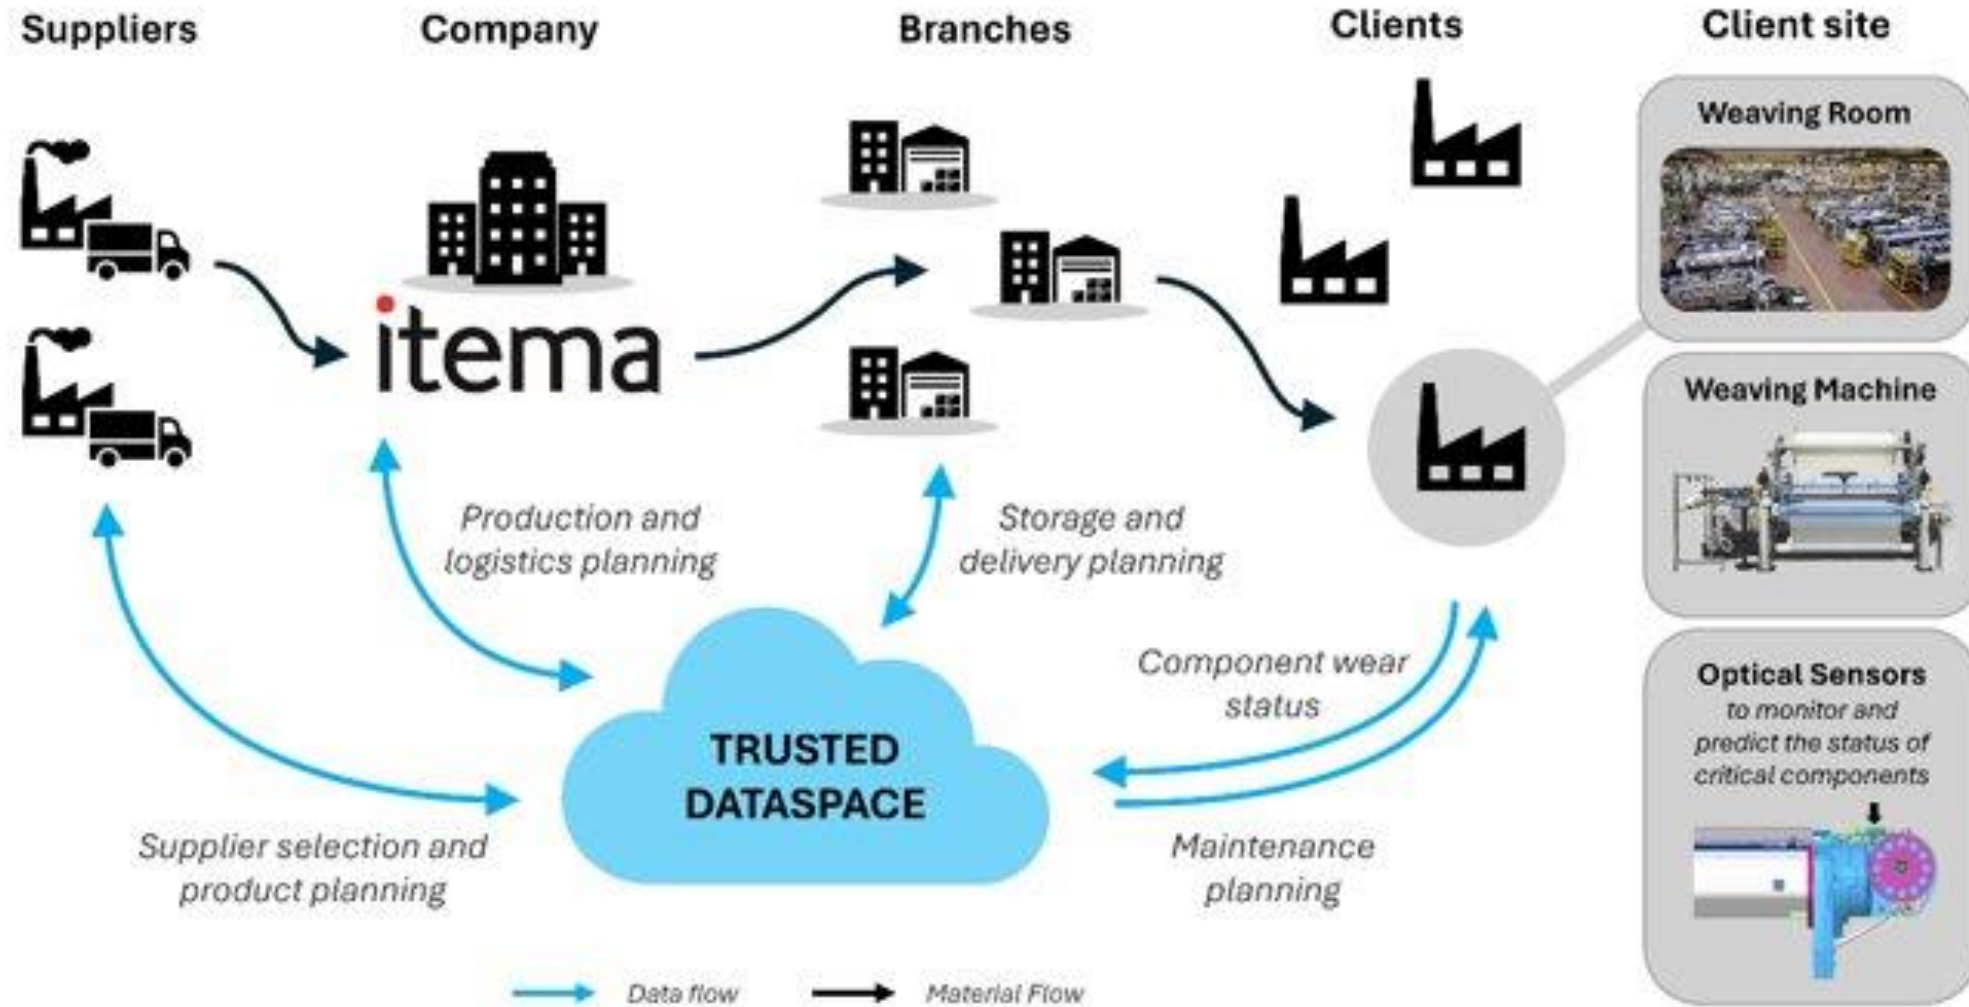 Suppliers
Company
Branches
Clients
Client site
Weaving Room
itema
Weaving Machine
Production and
logistics planning
Storage and
delivery planning
Component wear
status
Optical Sensors
to monitor and
predict the status of
critical components
TRUSTED
DATASPACE
Supplier selection and
product planning
Maintenance
planning
Data flow
Material Flow